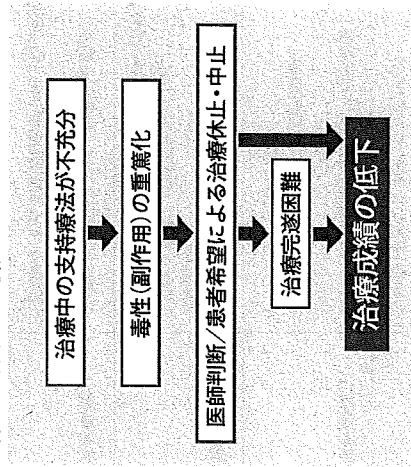 治療中の支持療法が不充分
毒性(副作用)の重篤化
医師判断/患者希望による治療休止・中止
治療完遂困難
治療成績の低下